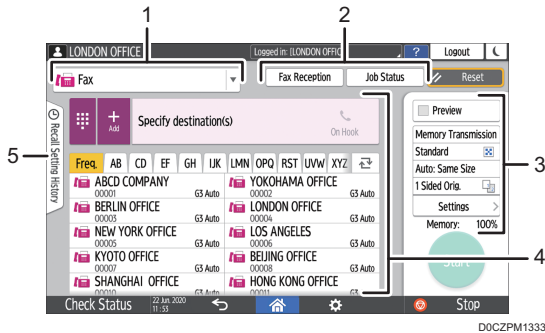 1
2
LONDON OFFICE
Logged in: [LONDON OFFIC
?
Logout
Fax
Fax Reception
Job Status
Reset
Add
Specify destination(s)
On Hook
Preview
Memory Transmission
Standard
Auto: Same Size
1 Sided Orig.
Settings
Memory: 100%
Start
3
5
Recall Setting History
Freq. AB CD EF GH IJK LMN OPQ RST UVW XYZ
ABCD COMPANY
00001 G3 Auto
YOKOHAMA OFFICE
00002 G3 Auto
BERLIN OFFICE
00003 G3 Auto
LONDON OFFICE
00004 G3 Auto
NEW YORK OFFICE
00005 G3 Auto
LOS ANGELES
00006 G3 Auto
KYOTO OFFICE
00007 G3 Auto
BEIJING OFFICE
00008 G3 Auto
SHANGHAI OFFICE
00010 G3 Auto
HONG KONG OFFICE
00011 G3
4
Check Status
22 Jun. 2020
11:53
Stop
D0CZPM1333